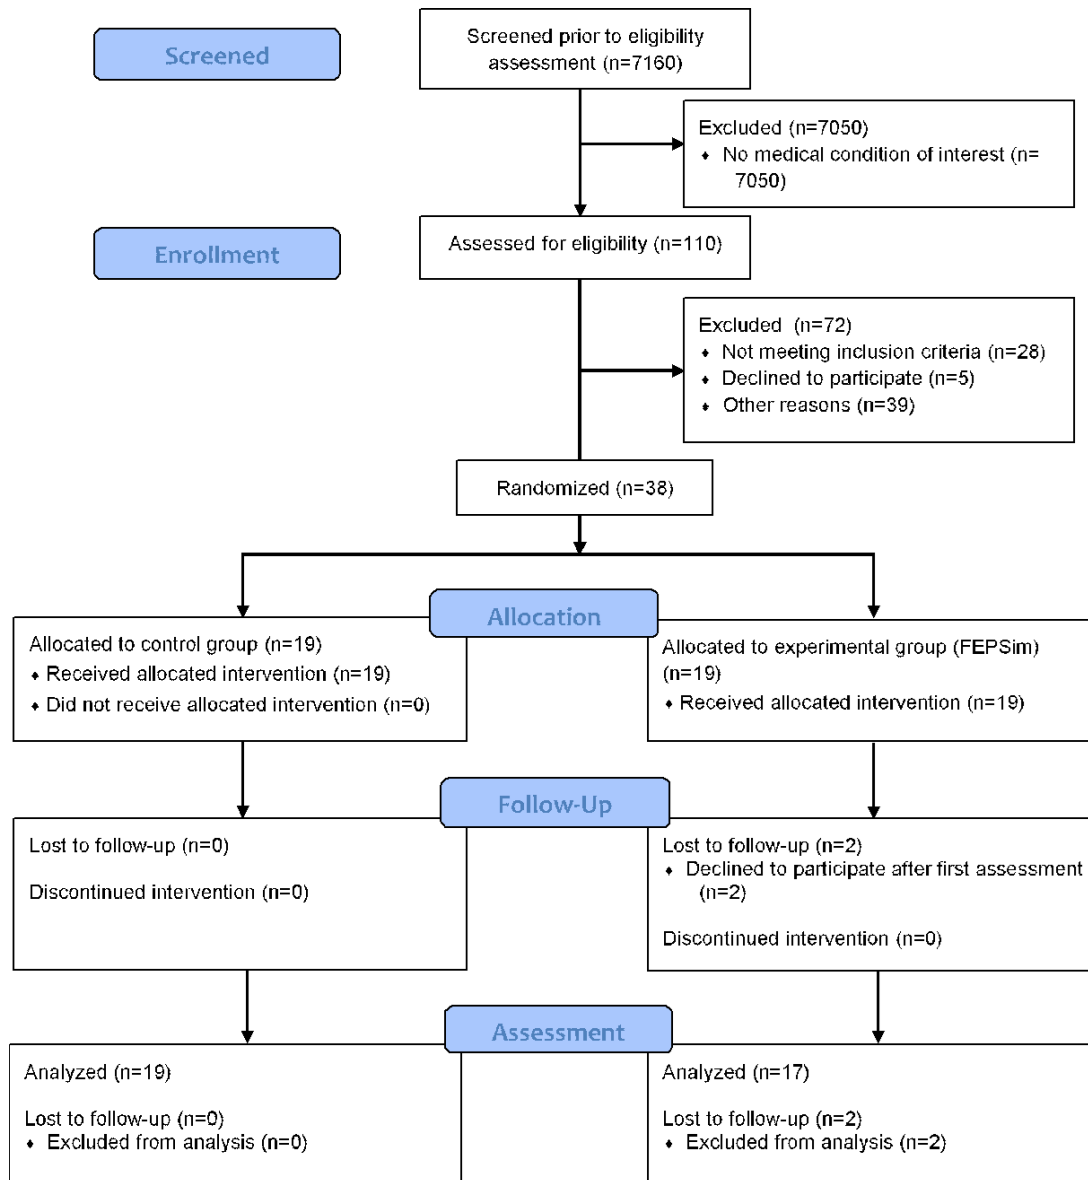 Screened
Screened prior to eligibility
assessment (n=7160)
Excluded (n=7050)
♦ No medical condition of interest (n=
7050)
Enrollment
Assessed for eligibility (n=110)
Excluded (n=72)
♦ Not meeting inclusion criteria (n=28)
♦ Declined to participate (n=5)
♦ Other reasons (n=39)
Randomized (n=38)
Allocation
Allocated to control group (n=19)
♦ Received allocated intervention (n=19)
♦ Did not receive allocated intervention (n=0)
Allocated to experimental group (FEPSim)
(n=19)
♦ Received allocated intervention (n=19)
Follow-Up
Lost to follow-up (n=0)
Discontinued intervention (n=0)
Lost to follow-up (n=2)
♦ Declined to participate after first assessment
(n=2)
Discontinued intervention (n=0)
Assessment
Analyzed (n=19)
Lost to follow-up (n=0)
♦ Excluded from analysis (n=0)
Analyzed (n=17)
Lost to follow-up (n=2)
♦ Excluded from analysis (n=2)